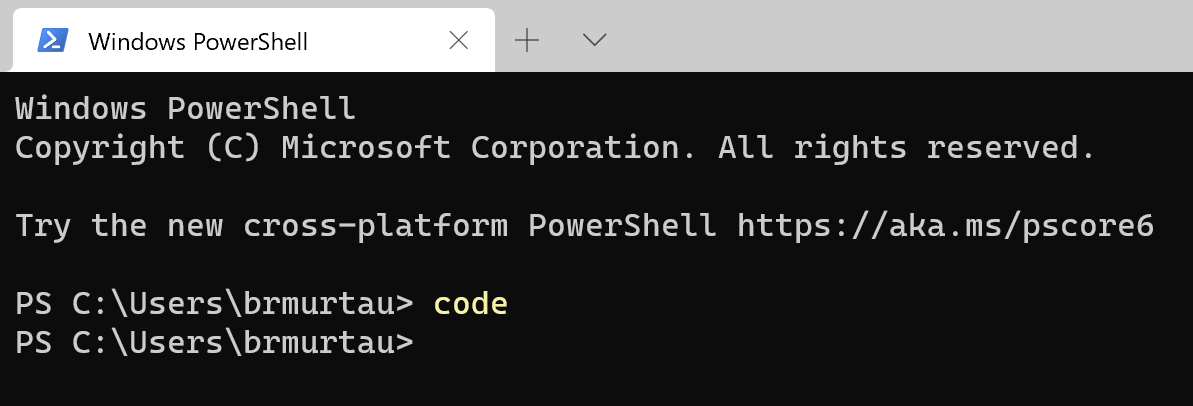 Windows PowerShell
Windows PowerShell
Copyright (C) Microsoft Corporation. All rights reserved.
Try the new cross-platform PowerShell https://aka.ms/pscore6
PS C:\Users\brmurtau> code
PS C:\Users\brmurtau>